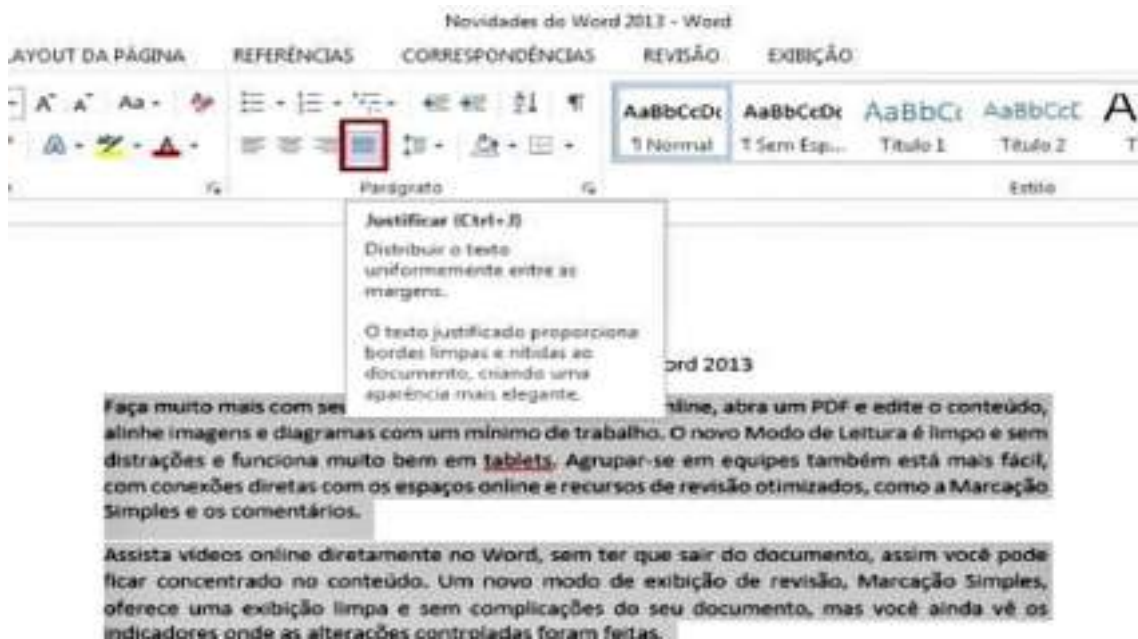 Novidades do Word 2013 - Word
AYOUT DA PÁGINA REFERÊNCIAS CORRESPONDÊNCIAS REVISÃO EXIBIÇÃO
A A Aa
A A
AaBbCcDc AaBbCcDc AaBbCc AaBbCcC A
¶ Normal ¶ Sem Esp... Título 1 Título 2 T
Parágrafo Estilo
Justificar (Ctrl+J)
Distribuir o texto
uniformemente entre as
margens.
O texto justificado proporciona
bordas limpas e nítidas ao
documento, criando uma
aparência mais elegante.
ord 2013
Faça muito mais com seu nline, abra um PDF e edite o conteúdo,
alinhe imagens e diagramas com um mínimo de trabalho. O novo Modo de Leitura é limpo e sem
distrações e funciona muito bem em tablets. Agrupar-se em equipes também está mais fácil,
com conexões diretas com os espaços online e recursos de revisão otimizados, como a Marcação
Simples e os comentários.
Assista vídeos online diretamente no Word, sem ter que sair do documento, assim você pode
ficar concentrado no conteúdo. Um novo modo de exibição de revisão, Marcação Simples,
oferece uma exibição limpa e sem complicações do seu documento, mas você ainda vê os
indicadores onde as alterações controladas foram feitas.